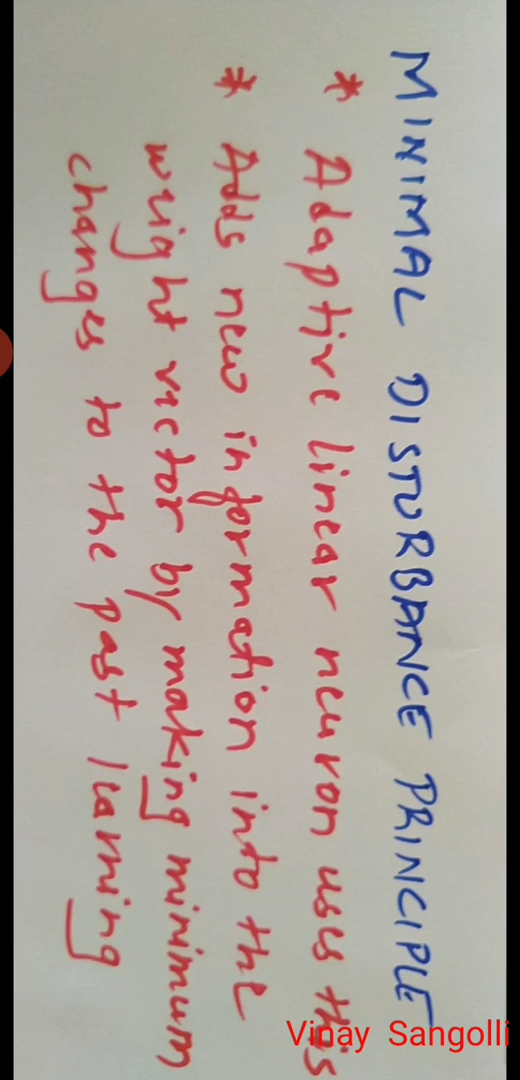 MINIMAL DISTURBANCE PRINCIPLE
* Adaptive linear neuron uses this
* Adds new information into the
weight vector by making minimum
changes to the past learning
Vinay Sangolli